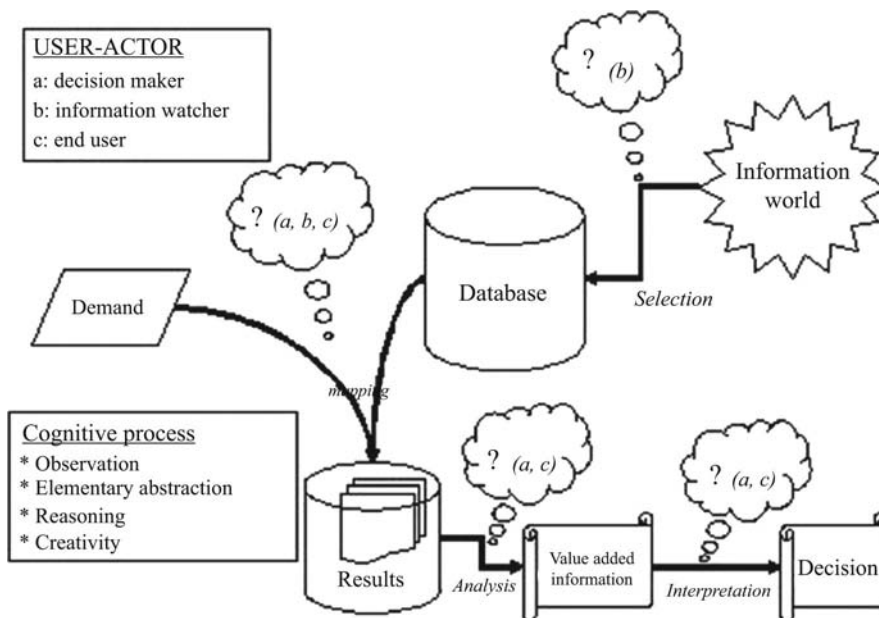 USER-ACTOR
a: decision maker
b: information watcher
c: end user
? (b)
Information
world
? (a, b, c)
Database
Selection
Demand
mapping
Cognitive process
* Observation
* Elementary abstraction
* Reasoning
* Creativity
? (a, c)
? (a, c)
Results
Analysis
Value added
information
Interpretation
Decision